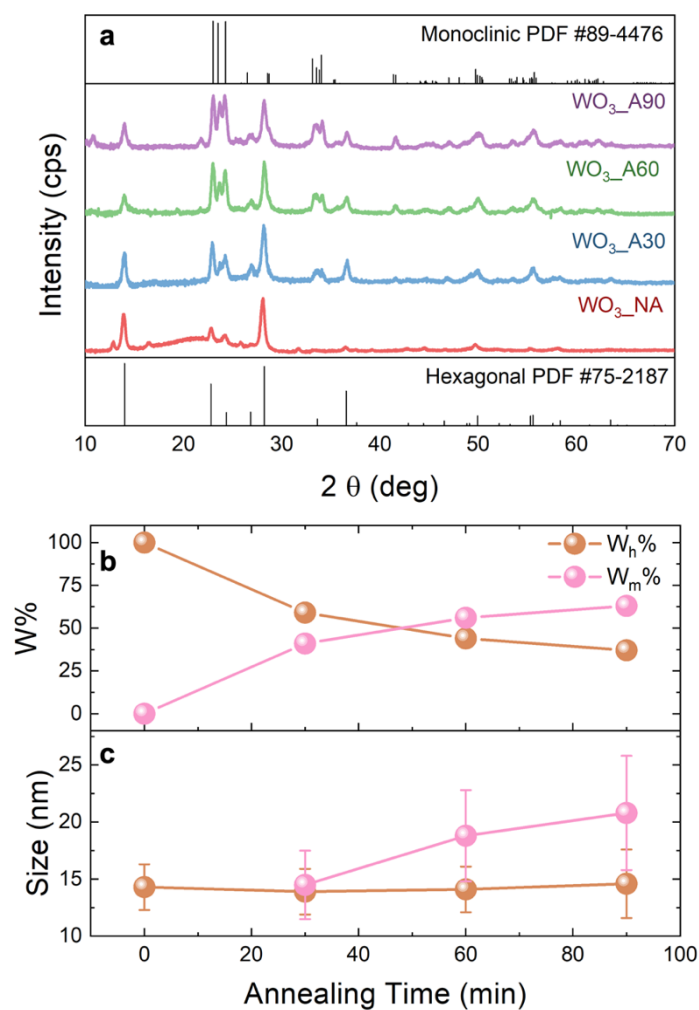 a
Monoclinic PDF #89-4476
WO₃_A90
WO₃_A60
WO₃_A30
WO₃_NA
Hexagonal PDF #75-2187
Intensity (cps)
10 20 30 40 50 60 70
2 θ (deg)
b
Wₕ%
Wₘ%
100
75
50
25
0
W%
c
25
20
15
10
Size (nm)
0 20 40 60 80 100
Annealing Time (min)